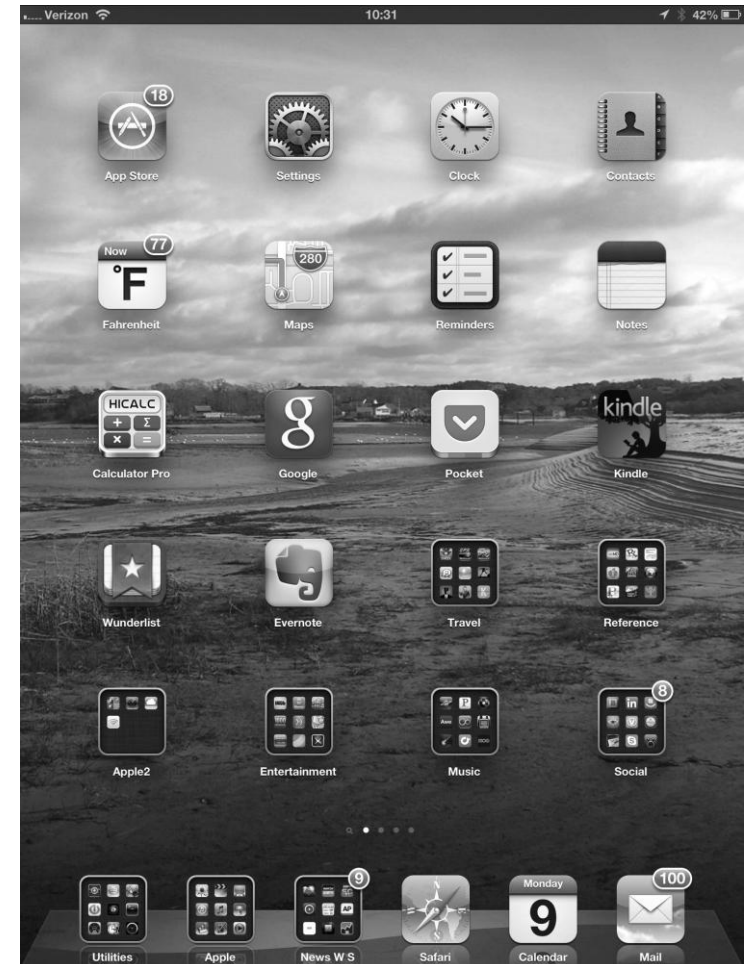 Verizon 10:31 42%
18
App Store Settings Clock Contacts
Now 77 280
°F
Fahrenheit Maps Reminders Notes
HICALC g kindle
+ Σ
× =
Calculator Pro Google Pocket Kindle
Wunderlist Evernote Travel Reference
8
Apple2 Entertainment Music Social
9 Monday 100
9
Utilities Apple News W S Safari Calendar Mail